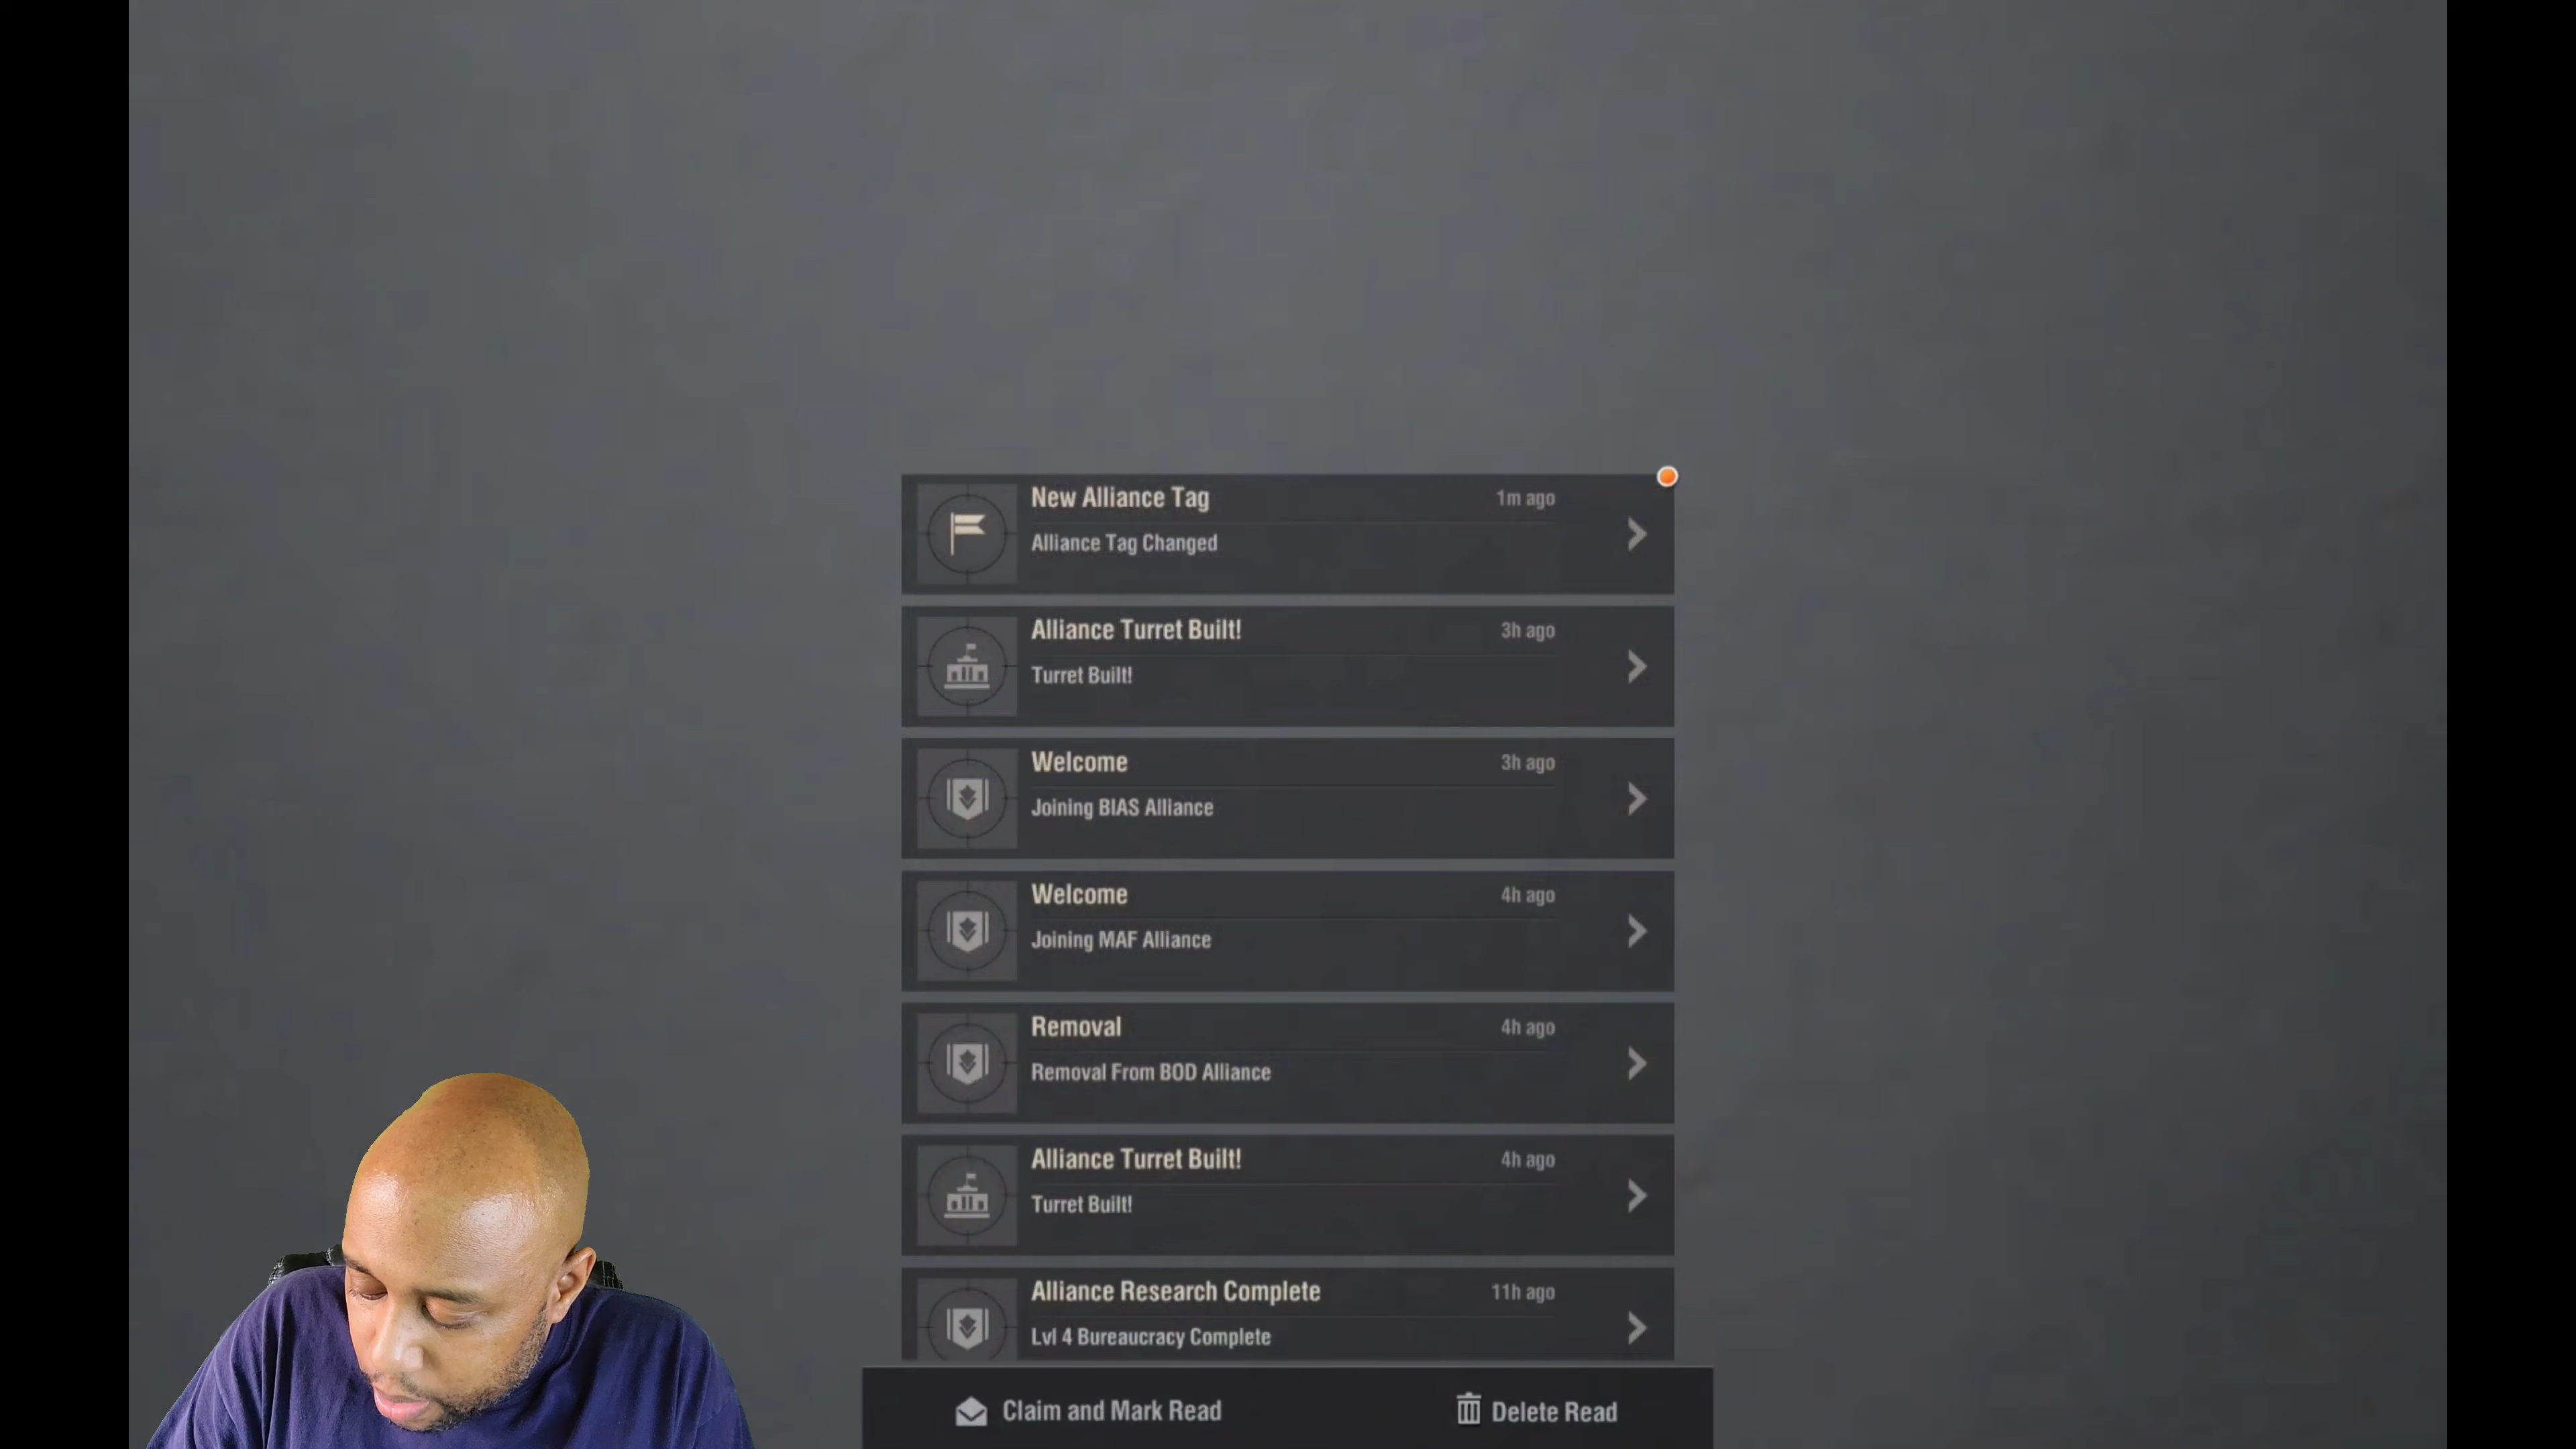 New Alliance Tag
1m ago
Alliance Tag Changed
Alliance Turret Built!
3h ago
Turret Built!
Welcome
3h ago
Joining BIAS Alliance
Welcome
4h ago
Joining MAF Alliance
Removal
4h ago
Removal From BOD Alliance
Alliance Turret Built!
4h ago
Turret Built!
Alliance Research Complete
11h ago
Lvl 4 Bureaucracy Complete
Claim and Mark Read
Delete Read